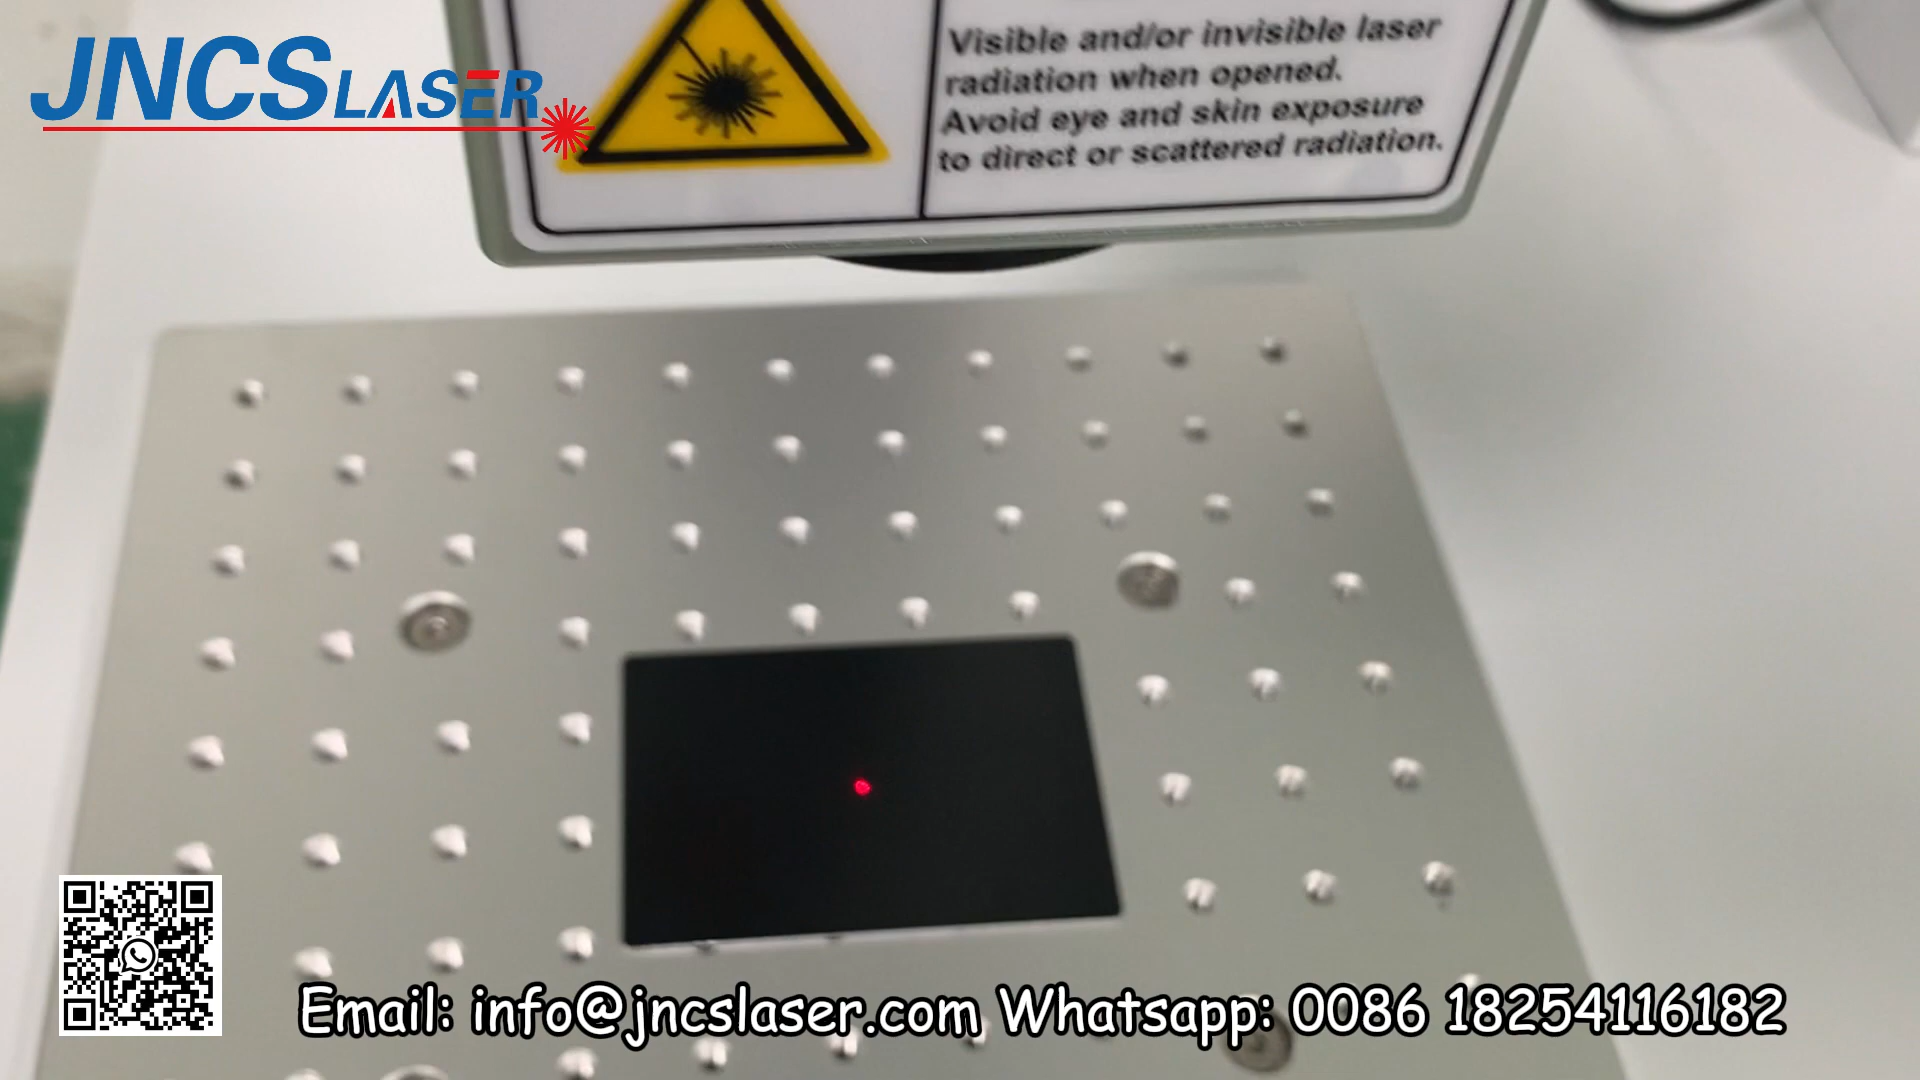 JNCSLASER
Visible and/or invisible laser
radiation when opened.
Avoid eye and skin exposure
to direct or scattered radiation.
Email: info@jncslaser.com Whatsapp: 0086 18254116182